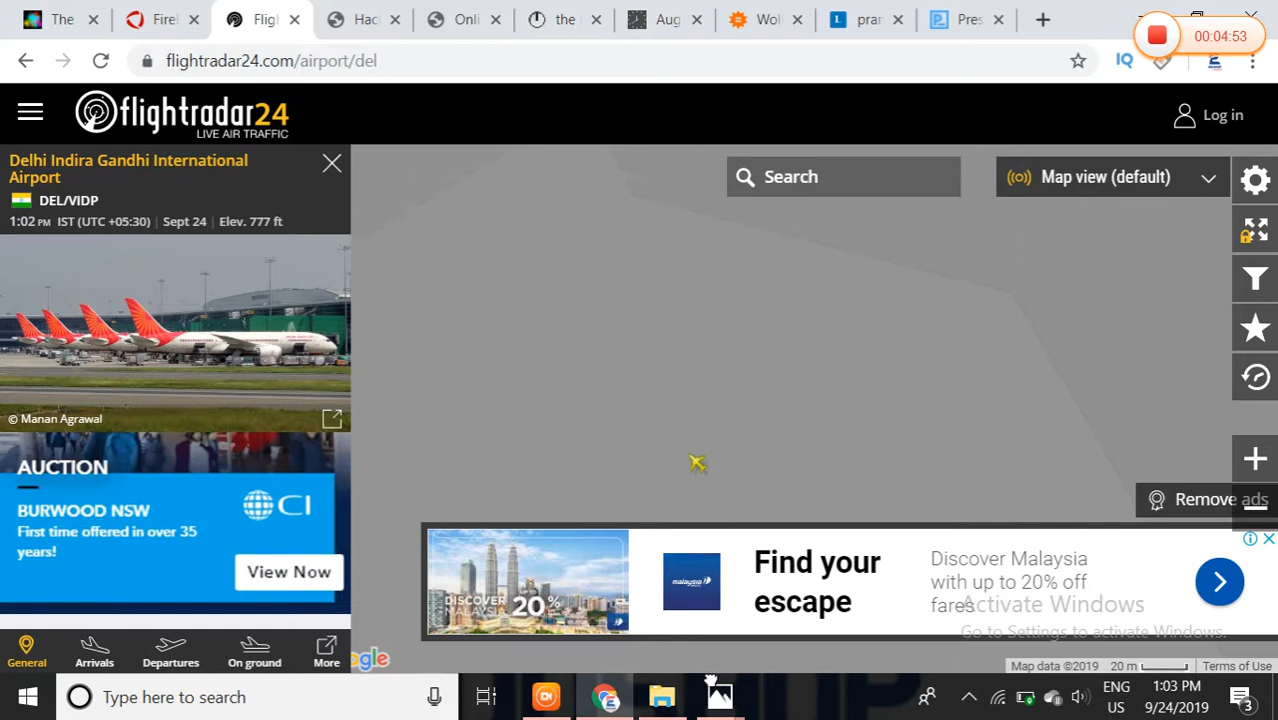 The
Firel
Fligh
Hac
Onli
the
Aug
Wol
pran
Pres
00:04:53
flightradar24.com/airport/del
IQ
flightradar24
LIVE AIR TRAFFIC
Log in
Delhi Indira Gandhi International
Airport
DEL/VIDP
1:02 PM IST (UTC +05:30) | Sept 24 | Elev. 777 ft
Search
Map view (default)
© Manan Agrawal
AUCTION
BURWOOD NSW
First time offered in over 35
years!
CI
View Now
Remove ads
DISCOVER
MALAYSIA
20%
malaysia
Find your
escape
Discover Malaysia
with up to 20% off
fares
Activate Windows
Go to Settings to activate Windows.
General
Arrivals
Departures
On ground
More
Map data ©2019
20 m
Terms of Use
Type here to search
ENG
US
1:03 PM
9/24/2019
3